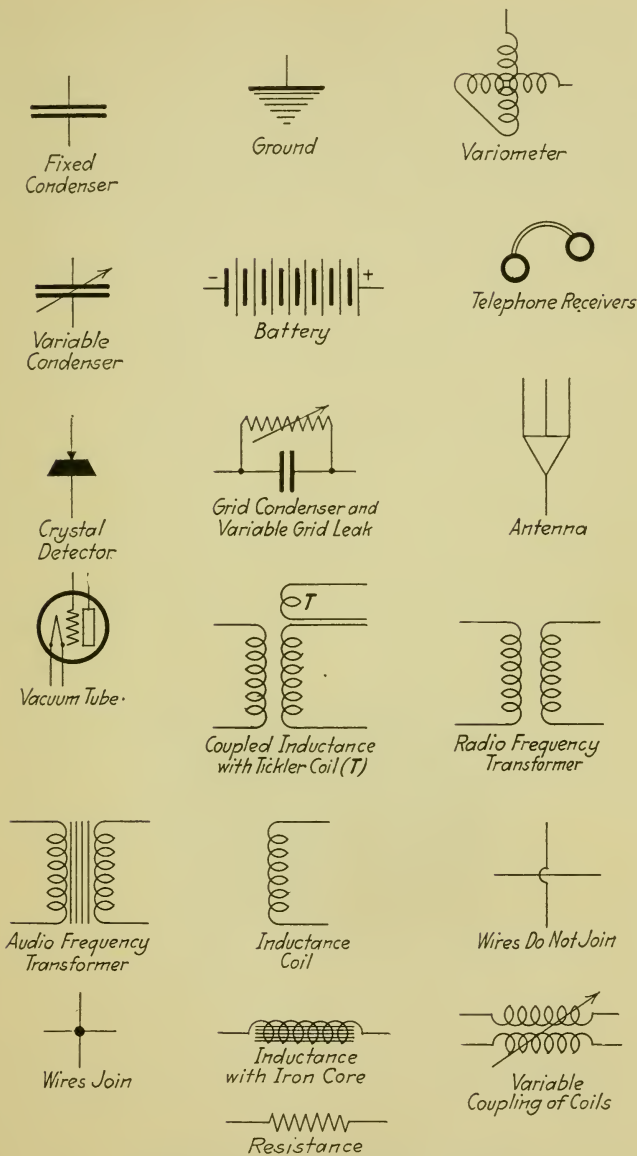 Fixed
Condenser
Ground
Variometer
Variable
Condenser
- +
Battery
Telephone Receivers
Crystal
Detector
Grid Condenser and
Variable Grid Leak
Antenna
Vacuum Tube.
T
Coupled Inductance
with Tickler Coil (T)
Radio Frequency
Transformer
Audio Frequency
Transformer
Inductance
Coil
Wires Do Not Join
Wires Join
Inductance
with Iron Core
Variable
Coupling of Coils
Resistance